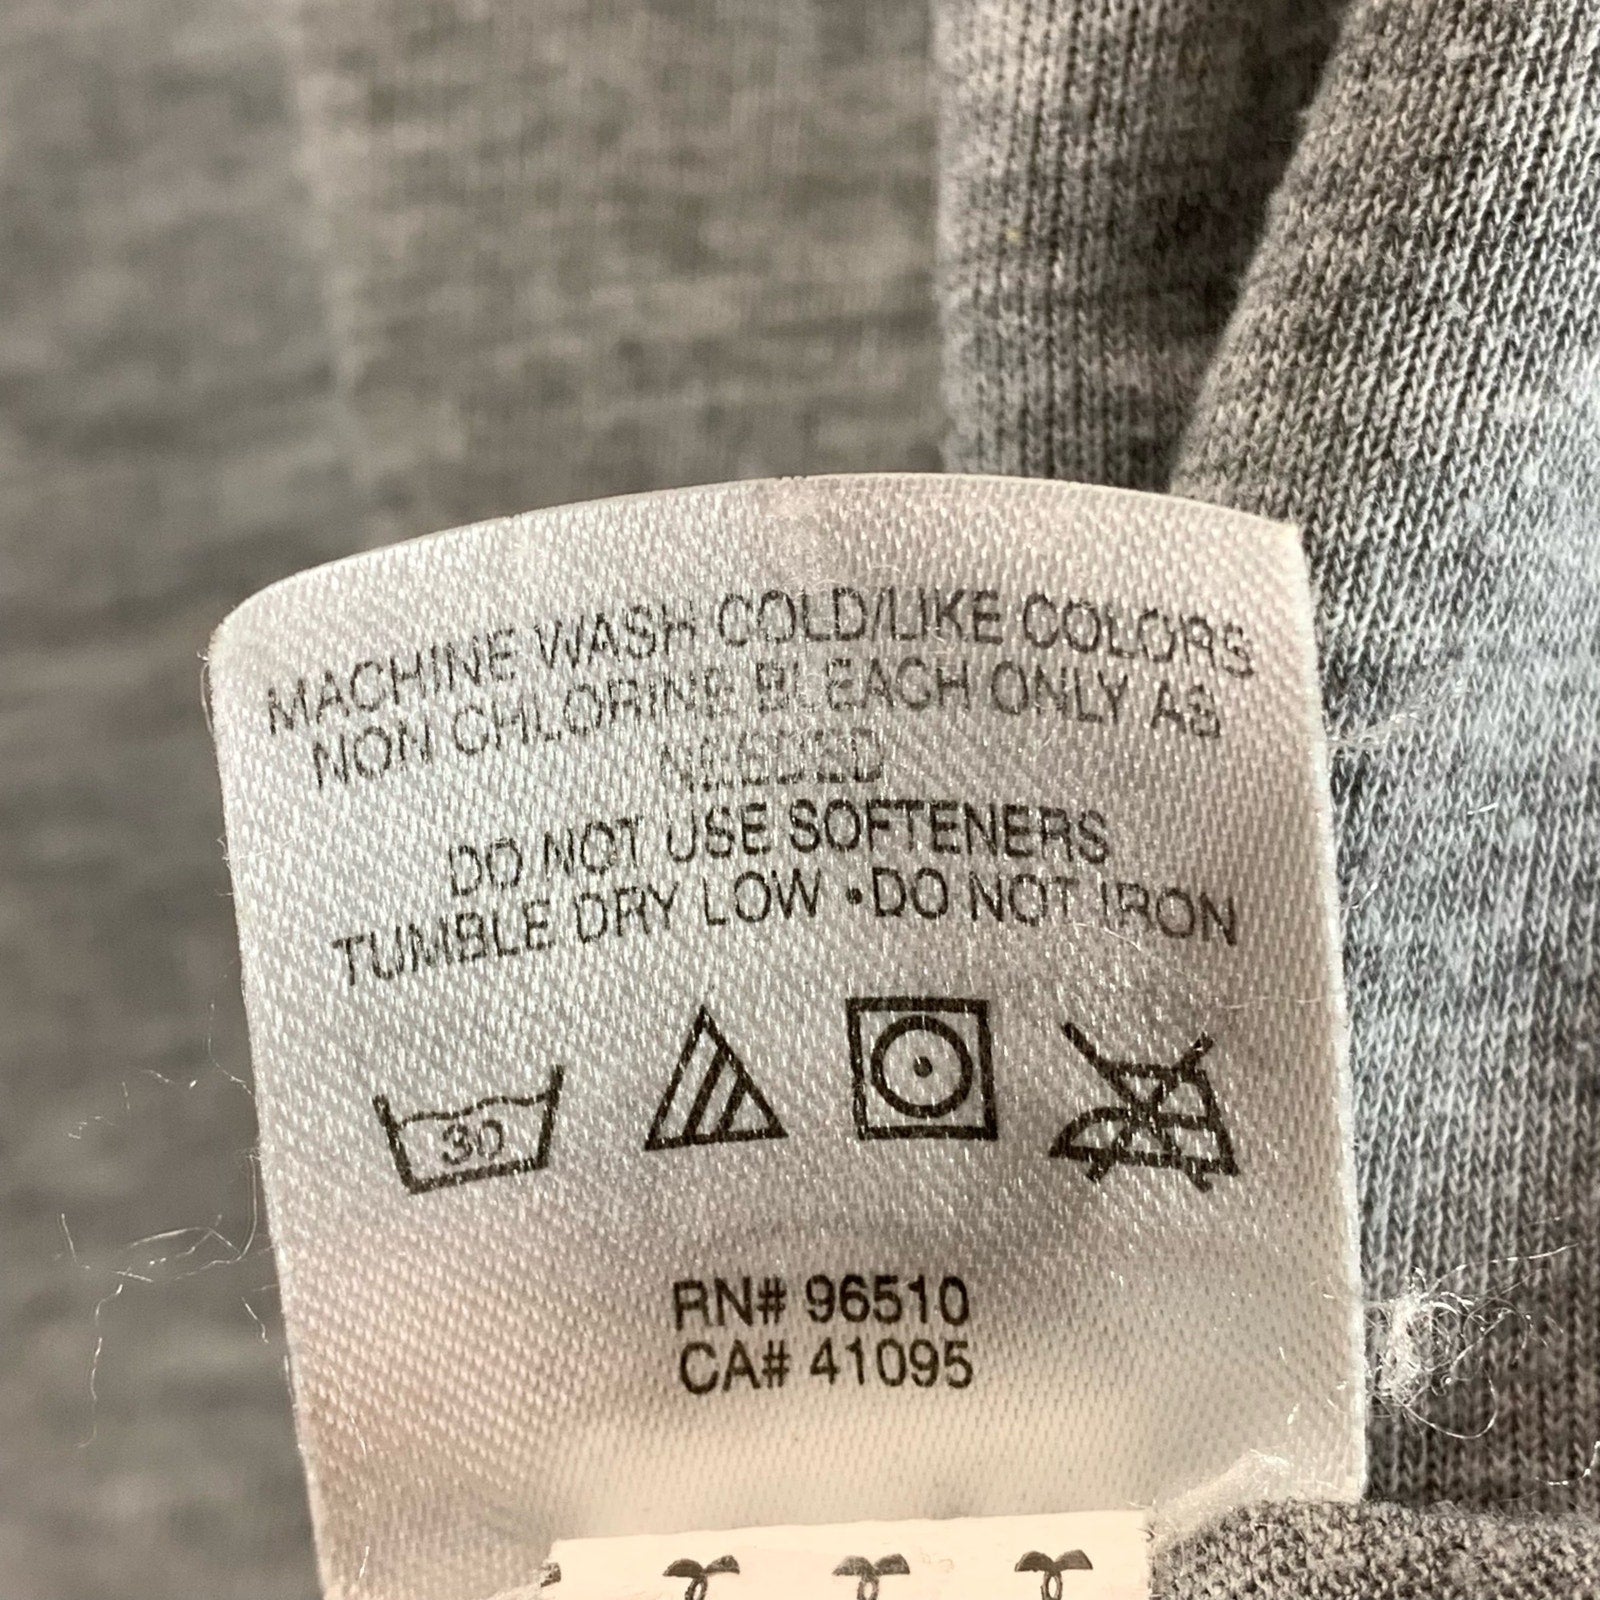 MACHINE WASH COLD/LIKE COLORS
NON CHLORINE BLEACH ONLY AS
NEEDED
DO NOT USE SOFTENERS
TUMBLE DRY LOW • DO NOT IRON
30
RN# 96510
CA# 41095